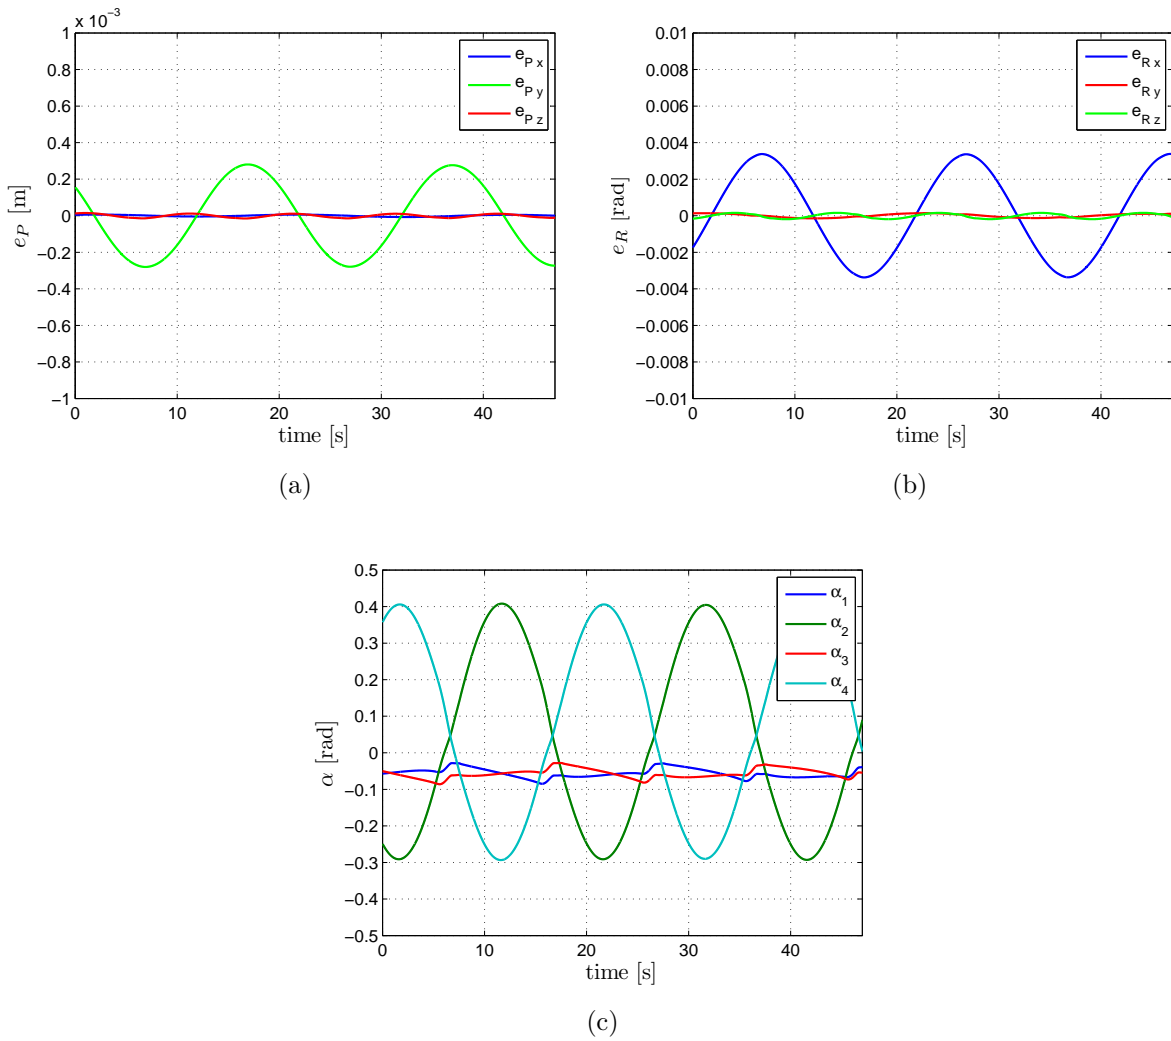 x 10⁻³
1
0.8
0.6
0.4
0.2
0
−0.2
−0.4
−0.6
−0.8
−1
0 10 20 30 40
time [s]
e_P [m]
e_P x
e_P y
e_P z
(a)
0.01
0.008
0.006
0.004
0.002
0
−0.002
−0.004
−0.006
−0.008
−0.01
0 10 20 30 40
time [s]
e_R [rad]
e_R x
e_R y
e_R z
(b)
0.5
0.4
0.3
0.2
0.1
0
−0.1
−0.2
−0.3
−0.4
−0.5
0 10 20 30 40
time [s]
α [rad]
α_1
α_2
α_3
α_4
(c)